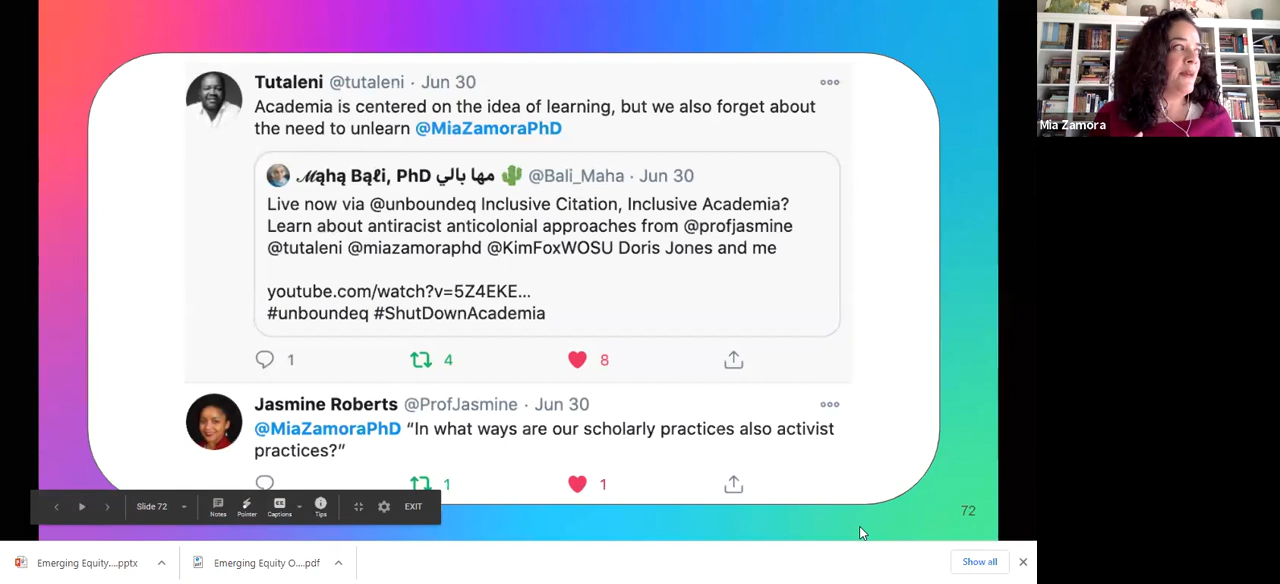 Tutaleni @tutaleni · Jun 30
Academia is centered on the idea of learning, but we also forget about
the need to unlearn @MiaZamoraPhD
ℳąhą Bąℓi, PhD مها بالي 🌵 @Bali_Maha · Jun 30
Live now via @unboundeq Inclusive Citation, Inclusive Academia?
Learn about antiracist anticolonial approaches from @profjasmine
@tutaleni @miazamoraphd @KimFoxWOSU Doris Jones and me
youtube.com/watch?v=5Z4EKE...
#unboundeq #ShutDownAcademia
1 4 8
Jasmine Roberts @ProfJasmine · Jun 30
@MiaZamoraPhD “In what ways are our scholarly practices also activist
practices?”
1 1
Slide 72
Notes Pointer Captions Tips EXIT
72
Emerging Equity....pptx
Emerging Equity O....pdf
Show all
Mia Zamora